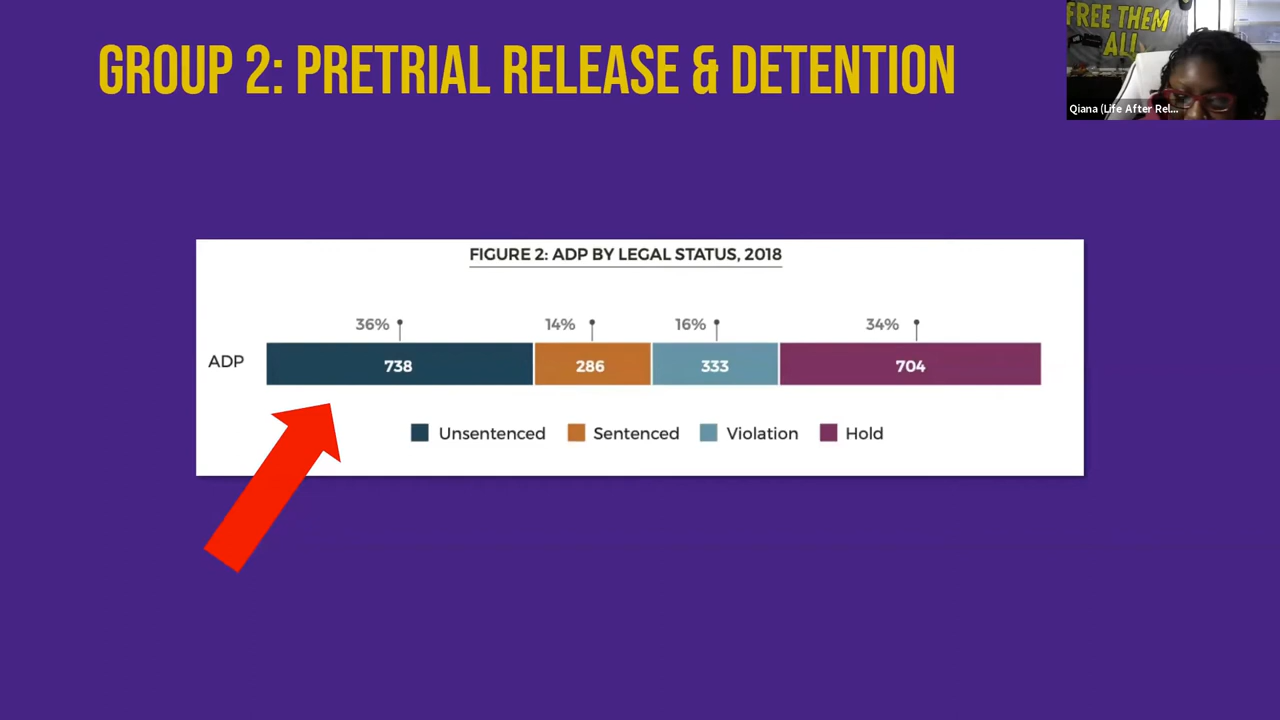 GROUP 2: PRETRIAL RELEASE & DETENTION
FREE THEM
ALL
Qiana (Life After Rel...
FIGURE 2: ADP BY LEGAL STATUS, 2018
36% 14% 16% 34%
ADP 738 286 333 704
Unsentenced Sentenced Violation Hold